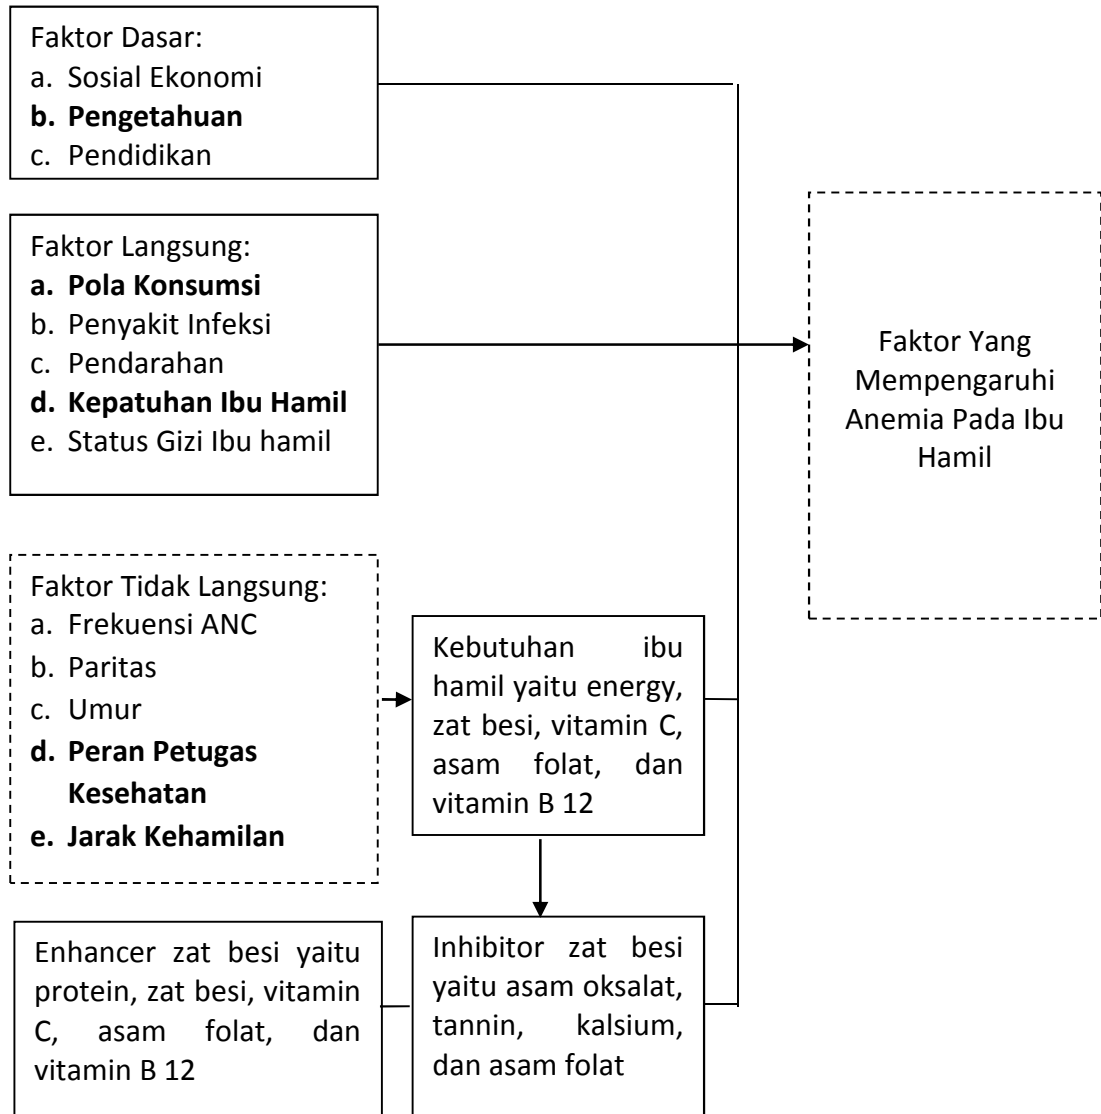 Faktor Dasar:
a. Sosial Ekonomi
b. Pengetahuan
c. Pendidikan
Faktor Langsung:
a. Pola Konsumsi
b. Penyakit Infeksi
c. Pendarahan
d. Kepatuhan Ibu Hamil
e. Status Gizi Ibu hamil
Faktor Yang
Mempengaruhi
Anemia Pada Ibu
Hamil
Faktor Tidak Langsung:
a. Frekuensi ANC
b. Paritas
c. Umur
d. Peran Petugas
Kesehatan
e. Jarak Kehamilan
Kebutuhan ibu
hamil yaitu energy,
zat besi, vitamin C,
asam folat, dan
vitamin B 12
Enhancer zat besi yaitu
protein, zat besi, vitamin
C, asam folat, dan
vitamin B 12
Inhibitor zat besi
yaitu asam oksalat,
tannin, kalsium,
dan asam folat